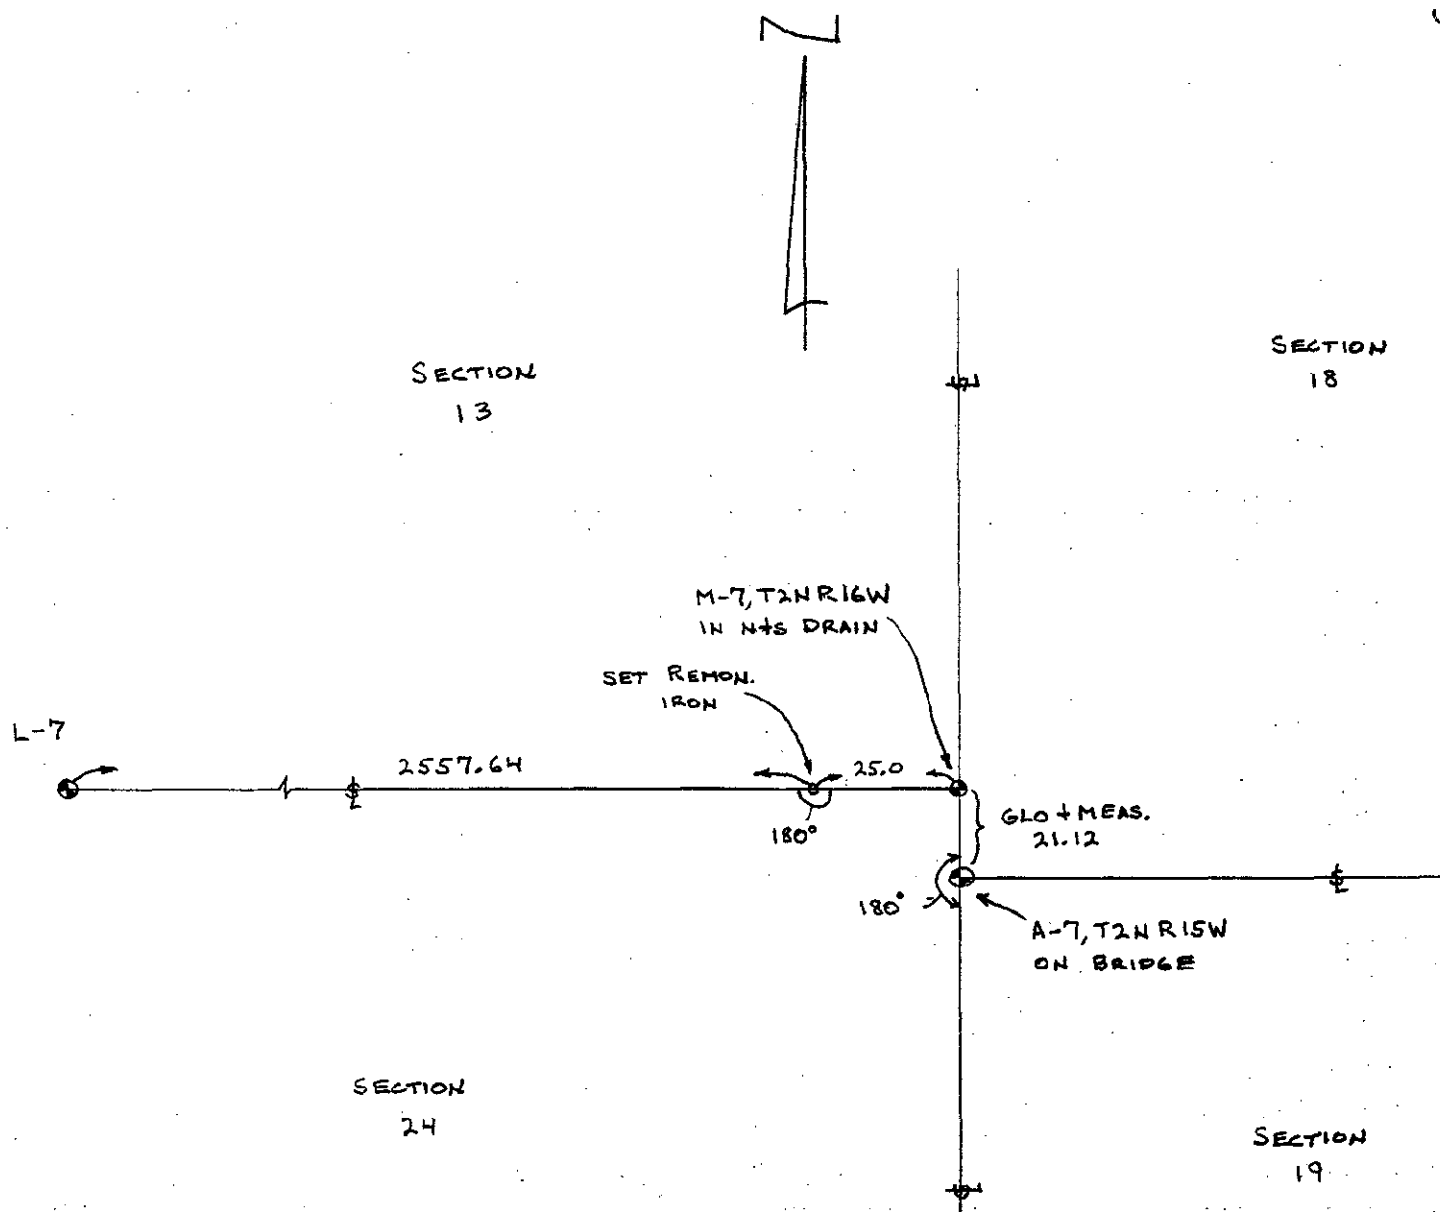 N
SECTION
13
SECTION
18
M-7, T2N R16W
IN N+S DRAIN
SET REMON.
IRON
L-7
2557.64
25.0
180°
GLO + MEAS.
21.12
180°
A-7, T2N R15W
ON BRIDGE
SECTION
24
SECTION
19